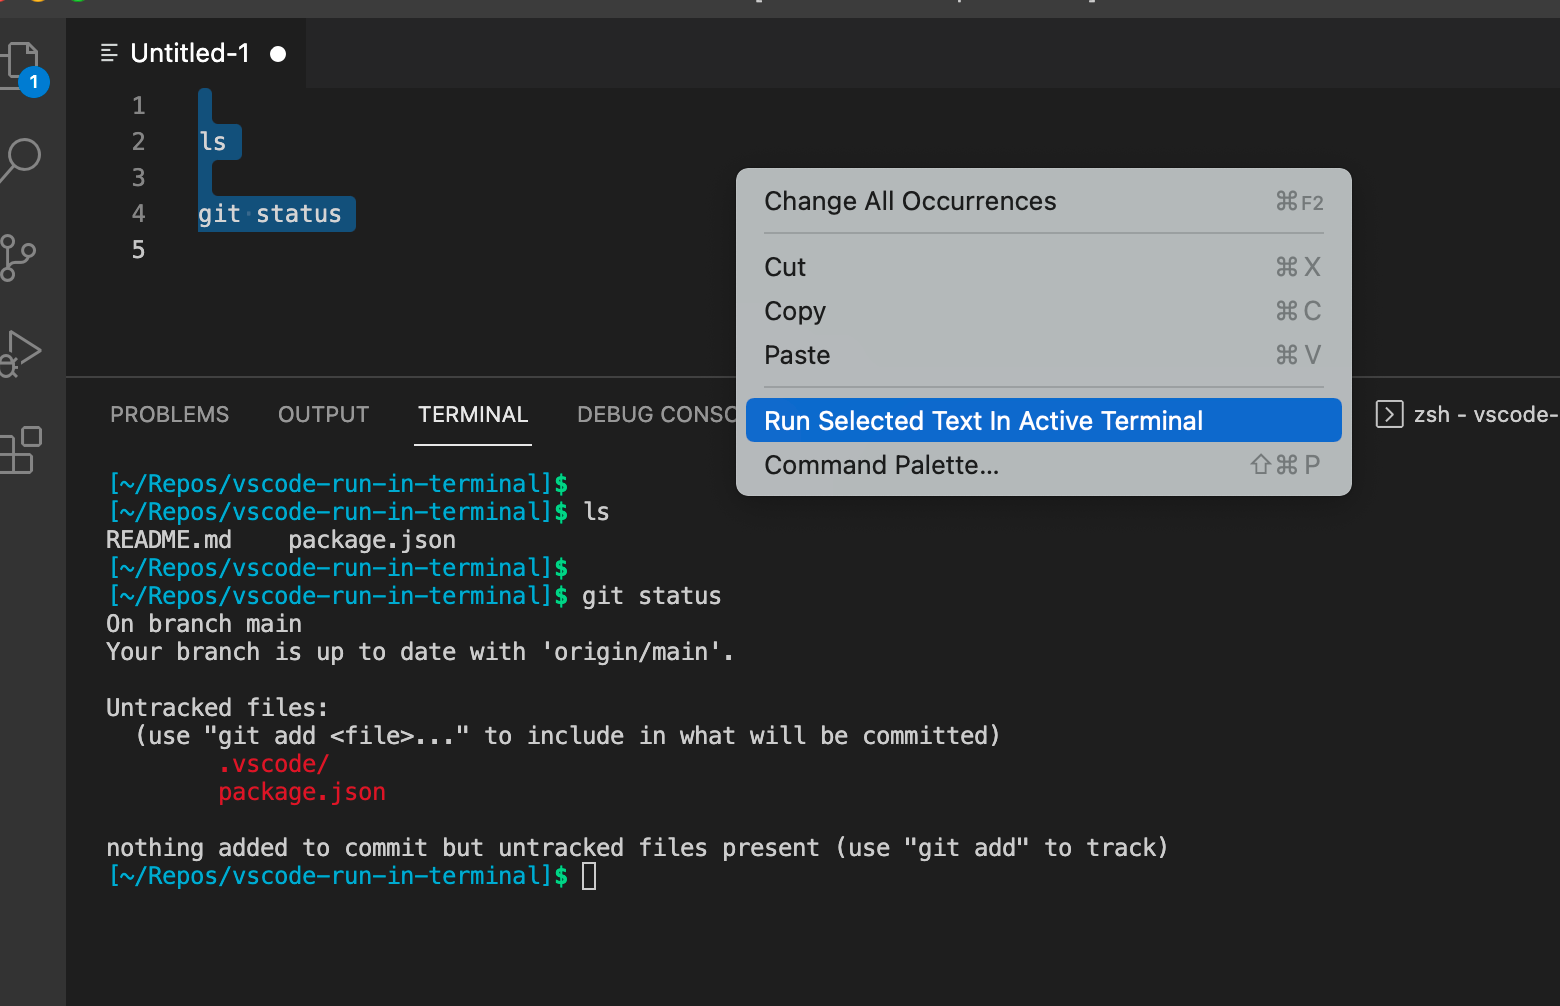 Untitled-1
1
1
2 ls
3
4 git status
5
Change All Occurrences ⌘F2
Cut ⌘X
Copy ⌘C
Paste ⌘V
Run Selected Text In Active Terminal
Command Palette... ⇧⌘P
PROBLEMS OUTPUT TERMINAL DEBUG CONSO
zsh - vscode-
[~/Repos/vscode-run-in-terminal]$
[~/Repos/vscode-run-in-terminal]$ ls
README.md package.json
[~/Repos/vscode-run-in-terminal]$
[~/Repos/vscode-run-in-terminal]$ git status
On branch main
Your branch is up to date with 'origin/main'.
Untracked files:
(use "git add <file>..." to include in what will be committed)
.vscode/
package.json
nothing added to commit but untracked files present (use "git add" to track)
[~/Repos/vscode-run-in-terminal]$